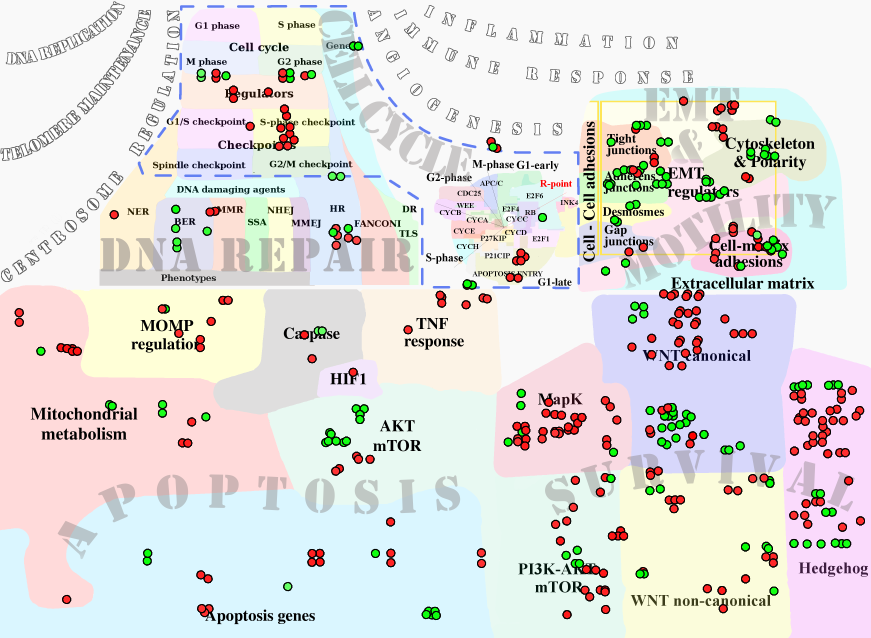 DNA REPLICATION
TELOMERE MAINTENANCE
CENTROSOME REGULATION
CELL CYCLE
ANGIOGENESIS
IMMUNE RESPONSE
INFLAMMATION
G1 phase
S phase
Cell cycle
M phase
G2 phase
Regulators
G1/S checkpoint
S-phase checkpoint
Spindle checkpoint
G2/M checkpoint
DNA damaging agents
NER
BER
MMR
SSA
NHEJ
MMEJ
HR
FANCONI
DR
TLS
DNA REPAIR
Phenotypes
M-phase
G1-early
G2-phase
R-point
APC/C
CDC25
WEE
CYCB
CYCA
CYCE
CYCH
E2F6
E2F4
RB
INK4
CYCC
CYCD
P27KIP
E2F1
P21CIP
S-phase
APOPTOSIS ENTRY
G1-late
EMT
&
MOTILITY
Cell - Cell adhesions
Tight
junctions
Adherens
junctions
Desmosomes
Gap
junctions
EMT
regulators
Cytoskeleton
& Polarity
Cell-matrix
adhesions
Extracellular matrix
MOMP
regulation
Caspase
TNF
response
HIF1
Mitochondrial
metabolism
AKT
mTOR
APOPTOSIS
Apoptosis genes
SURVIVAL
MapK
WNT canonical
PI3K-AKT
mTOR
WNT non-canonical
Hedgehog